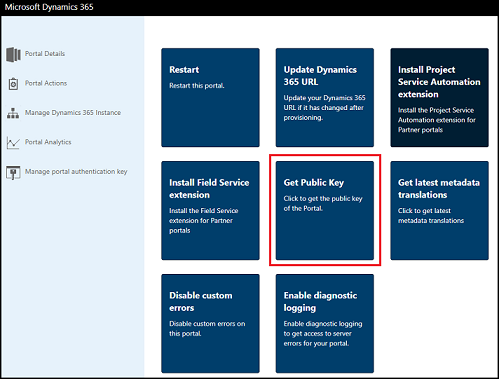 Microsoft Dynamics 365
Portal Details
Portal Actions
Manage Dynamics 365 Instance
Portal Analytics
Manage portal authentication key
Restart
Restart this portal.
Update Dynamics
365 URL
Update your Dynamics 365
URL if it has changed after
provisioning.
Install Project
Service Automation
extension
Install the Project Service
Automation extension for
Partner portals
Install Field Service
extension
Install the Field Service
extension for Partner
portals
Get Public Key
Click to get the public key
of the Portal.
Get latest metadata
translations
Click to get latest
metadata translations
Disable custom
errors
Disable custom errors on
this portal.
Enable diagnostic
logging
Enable diagnostic logging
to get access to server
errors for your portal.